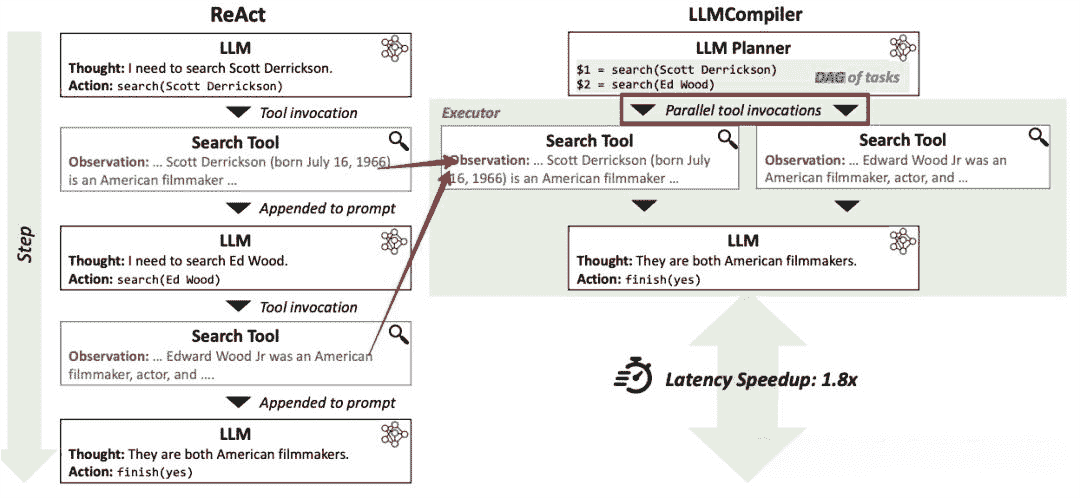 ReAct
LLM
Thought: I need to search Scott Derrickson.
Action: search(Scott Derrickson)
Tool invocation
Search Tool
Observation: ... Scott Derrickson (born July 16, 1966)
is an American filmmaker ...
Appended to prompt
LLM
Thought: I need to search Ed Wood.
Action: search(Ed Wood)
Tool invocation
Search Tool
Observation: ... Edward Wood Jr was an American
filmmaker, actor, and ....
Appended to prompt
LLM
Thought: They are both American filmmakers.
Action: finish(yes)
Step
LLMCompiler
LLM Planner
$1 = search(Scott Derrickson)
$2 = search(Ed Wood)
DAG of tasks
Executor
Parallel tool invocations
Search Tool
Observation: ... Scott Derrickson (born July
16, 1966) is an American filmmaker ...
Search Tool
Observation: ... Edward Wood Jr was an
American filmmaker, actor, and ...
LLM
Thought: They are both American filmmakers.
Action: finish(yes)
Latency Speedup: 1.8x